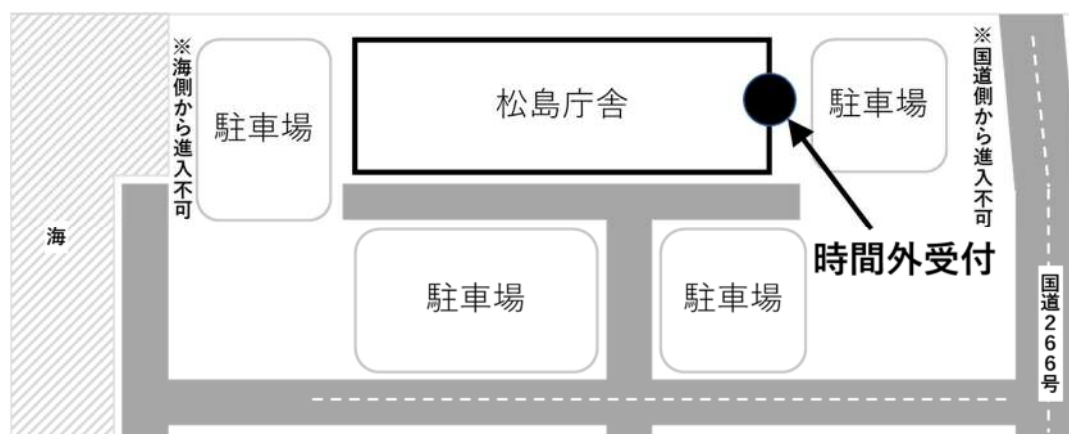 ※海側から進入不可
駐車場
松島庁舎
駐車場
※国道側から進入不可
時間外受付
海
駐車場
駐車場
国道266号